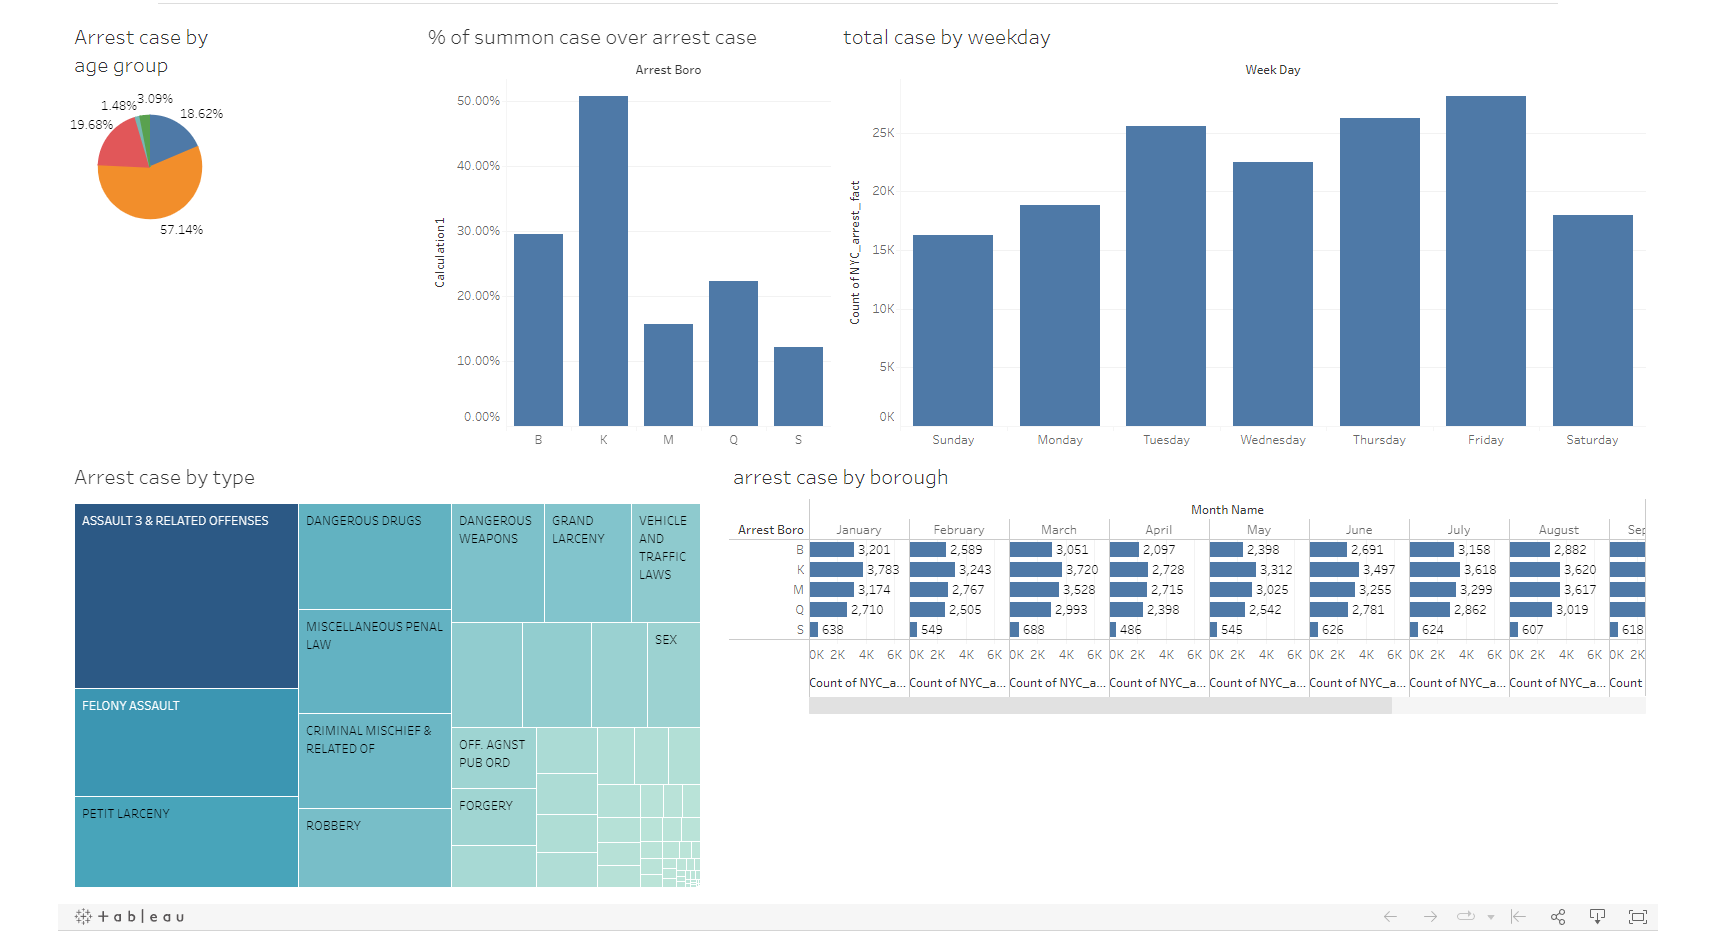 Arrest case by
age group
1.48%
3.09%
18.62%
19.68%
57.14%
% of summon case over arrest case
Arrest Boro
50.00%
40.00%
30.00%
20.00%
10.00%
0.00%
Calculation1
B K M Q S
total case by weekday
Week Day
25K
20K
15K
10K
5K
0K
Count of NYC_arrest_fact
Sunday Monday Tuesday Wednesday Thursday Friday Saturday
Arrest case by type
ASSAULT 3 & RELATED OFFENSES
FELONY ASSAULT
PETIT LARCENY
DANGEROUS DRUGS
MISCELLANEOUS PENAL
LAW
CRIMINAL MISCHIEF &
RELATED OF
ROBBERY
DANGEROUS
WEAPONS
GRAND
LARCENY
VEHICLE
AND
TRAFFIC
LAWS
SEX
OFF. AGNST
PUB ORD
FORGERY
arrest case by borough
Month Name
Arrest Boro January February March April May June July August Sep
B 3,201 2,589 3,051 2,097 2,398 2,691 3,158 2,882
K 3,783 3,243 3,720 2,728 3,312 3,497 3,618 3,620
M 3,174 2,767 3,528 2,715 3,025 3,255 3,299 3,617
Q 2,710 2,505 2,993 2,398 2,542 2,781 2,862 3,019
S 638 549 688 486 545 626 624 607 618
0K 2K 4K 6K 0K 2K 4K 6K 0K 2K 4K 6K 0K 2K 4K 6K 0K 2K 4K 6K 0K 2K 4K 6K 0K 2K 4K 6K 0K 2K 4K 6K 0K 2K
Count of NYC_a... Count of NYC_a... Count of NYC_a... Count of NYC_a... Count of NYC_a... Count of NYC_a... Count of NYC_a... Count of NYC_a... Count
+ableau